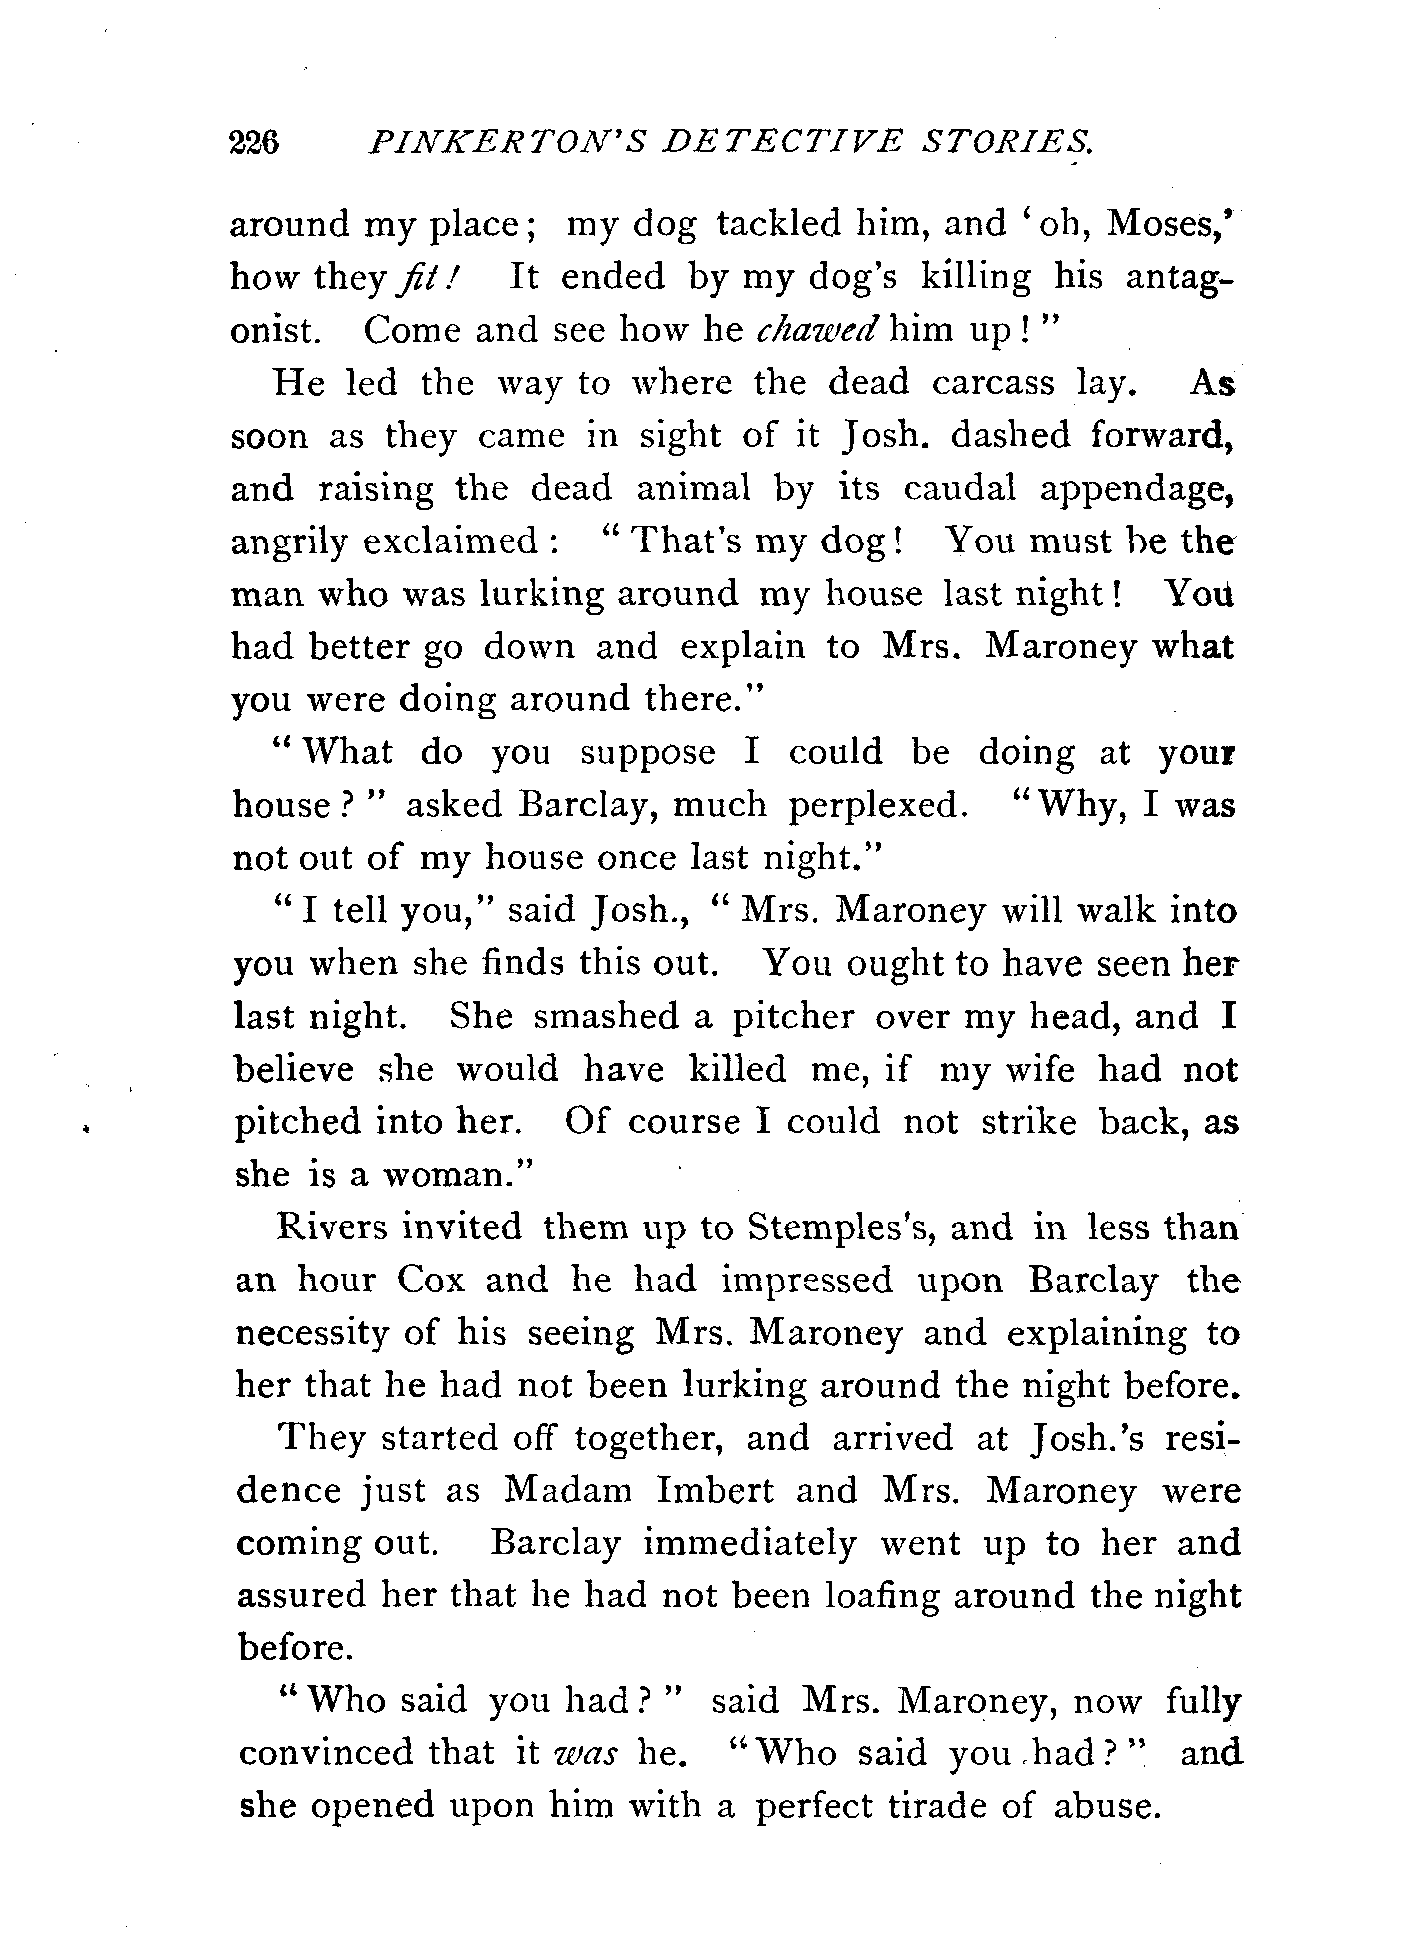 226 PINKERTON'S DETECTIVE STORIES.
around my place; my dog tackled him, and 'oh, Moses,'
how they fit! It ended by my dog's killing his antag-
onist. Come and see how he chawed him up!"
He led the way to where the dead carcass lay. As
soon as they came in sight of it Josh. dashed forward,
and raising the dead animal by its caudal appendage,
angrily exclaimed: "That's my dog! You must be the
man who was lurking around my house last night! You
had better go down and explain to Mrs. Maroney what
you were doing around there."
"What do you suppose I could be doing at your
house?" asked Barclay, much perplexed. "Why, I was
not out of my house once last night."
"I tell you," said Josh., "Mrs. Maroney will walk into
you when she finds this out. You ought to have seen her
last night. She smashed a pitcher over my head, and I
believe she would have killed me, if my wife had not
pitched into her. Of course I could not strike back, as
she is a woman."
Rivers invited them up to Stemples's, and in less than
an hour Cox and he had impressed upon Barclay the
necessity of his seeing Mrs. Maroney and explaining to
her that he had not been lurking around the night before.
They started off together, and arrived at Josh.'s resi-
dence just as Madam Imbert and Mrs. Maroney were
coming out. Barclay immediately went up to her and
assured her that he had not been loafing around the night
before.
"Who said you had?" said Mrs. Maroney, now fully
convinced that it was he. "Who said you had?" and
she opened upon him with a perfect tirade of abuse.